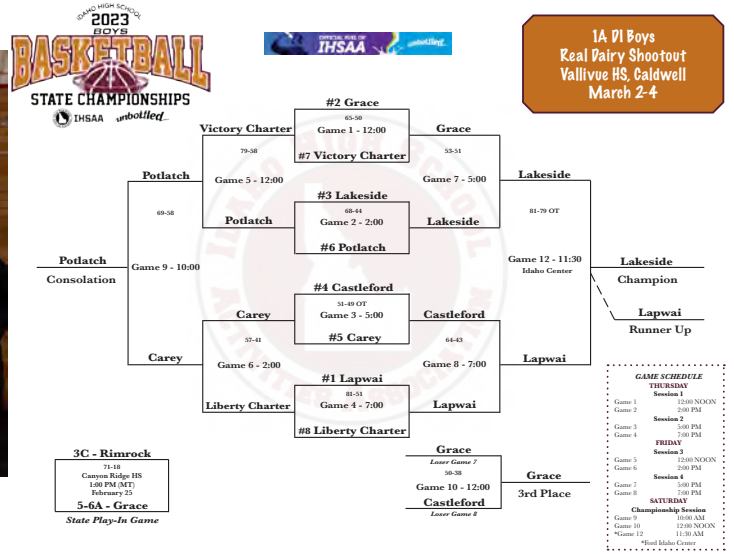 IDAHO HIGH SCHOOL
2023
BOYS
BASKETBALL
STATE CHAMPIONSHIPS
IHSAA unbottled...
OFFICIAL FUEL OF
IHSAA unbottled...
1A DI Boys
Real Dairy Shootout
Vallivue HS, Caldwell
March 2-4
#2 Grace
65-50
Game 1 - 12:00
#7 Victory Charter
Victory Charter
79-58
Game 5 - 12:00
Potlatch
#3 Lakeside
68-44
Game 2 - 2:00
#6 Potlatch
Grace
53-51
Game 7 - 5:00
Lakeside
Potlatch
69-58
Game 9 - 10:00
Carey
Potlatch
Consolation
Lakeside
81-79 OT
Game 12 - 11:30
Idaho Center
Lapwai
Lakeside
Champion
Lapwai
Runner Up
#4 Castleford
51-49 OT
Game 3 - 5:00
#5 Carey
Carey
57-41
Game 6 - 2:00
Liberty Charter
#1 Lapwai
81-51
Game 4 - 7:00
#8 Liberty Charter
Castleford
64-43
Game 8 - 7:00
Lapwai
3C - Rimrock
71-18
Canyon Ridge HS
1:00 PM (MT)
February 25
5-6A - Grace
State Play-In Game
Grace
Loser Game 7
50-38
Game 10 - 12:00
Castleford
Loser Game 8
Grace
3rd Place
GAME SCHEDULE
THURSDAY
Session 1
Game 1 12:00 NOON
Game 2 2:00 PM
Session 2
Game 3 5:00 PM
Game 4 7:00 PM
FRIDAY
Session 3
Game 5 12:00 NOON
Game 6 2:00 PM
Session 4
Game 7 5:00 PM
Game 8 7:00 PM
SATURDAY
Championship Session
Game 9 10:00 AM
Game 10 12:00 NOON
*Game 12 11:30 AM
*Ford Idaho Center
IDAHO HIGH SCHOOL
ACTIVITIES ASSOCIATION